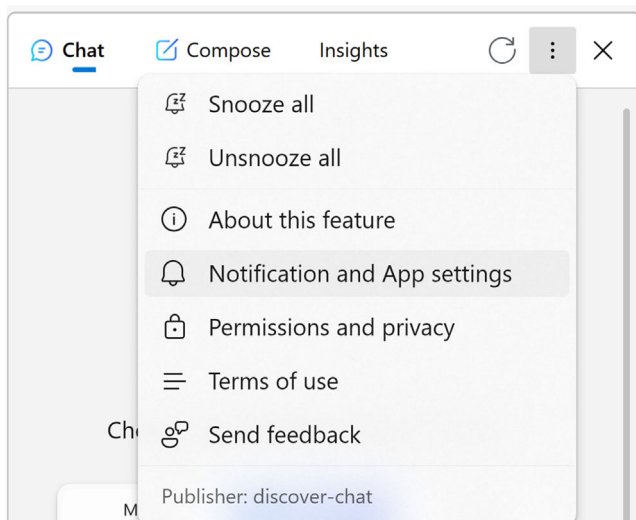 Chat Compose Insights
Snooze all
Unsnooze all
About this feature
Notification and App settings
Permissions and privacy
Terms of use
Send feedback
Publisher: discover-chat